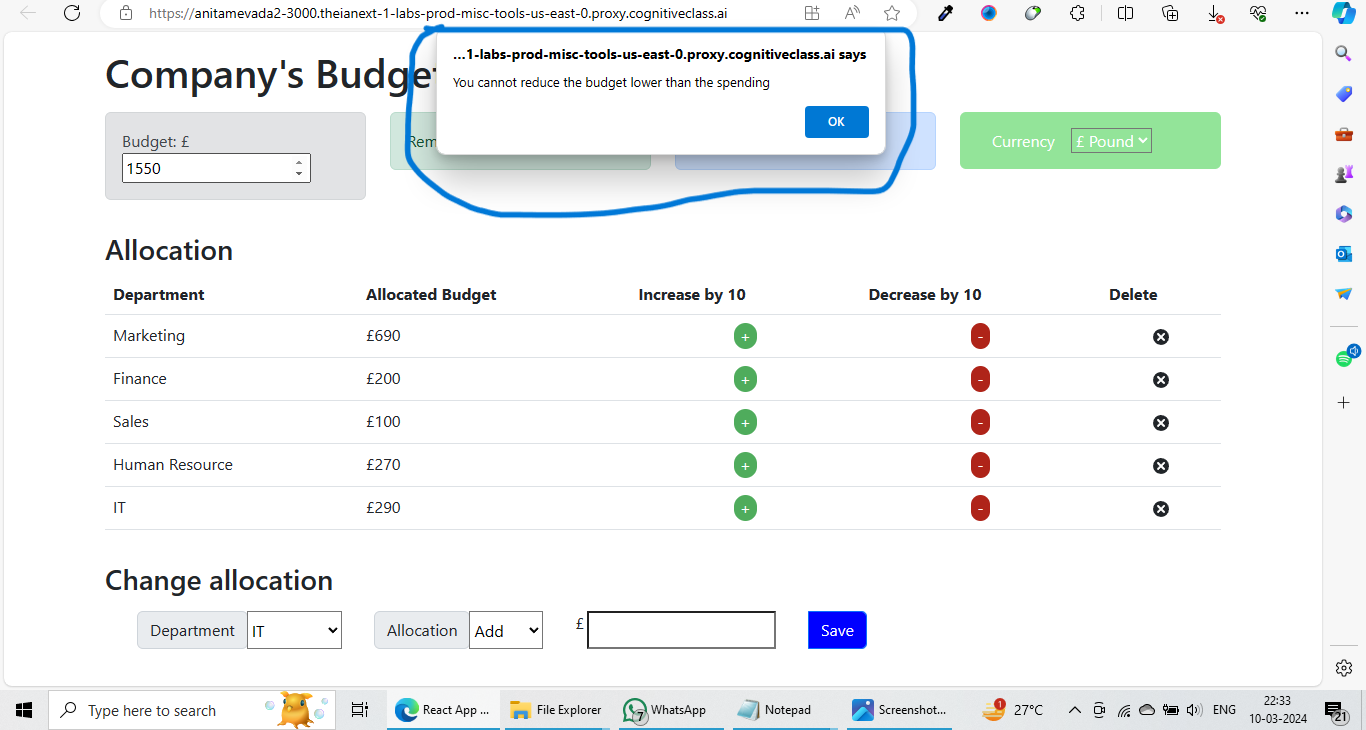 https://anitamevada2-3000.theianext-1-labs-prod-misc-tools-us-east-0.proxy.cognitiveclass.ai
...1-labs-prod-misc-tools-us-east-0.proxy.cognitiveclass.ai says
You cannot reduce the budget lower than the spending
OK
Company's Budge
Budget: £
1550
Rem
Currency £ Pound
Allocation
Department Allocated Budget Increase by 10 Decrease by 10 Delete
Marketing £690 + -
Finance £200 + -
Sales £100 + -
Human Resource £270 + -
IT £290 + -
Change allocation
Department IT Allocation Add £ Save
Type here to search React App ... File Explorer 7 WhatsApp Notepad Screenshot... 1 27°C ENG 22:33
10-03-2024 21